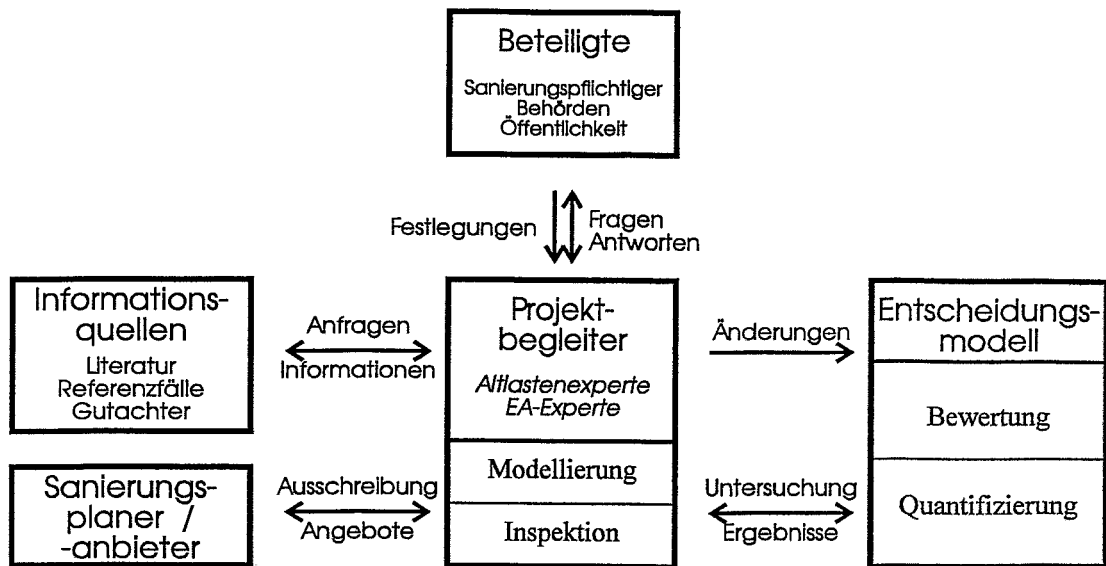 Beteiligte
Sanierungspflichtiger
Behörden
Öffentlichkeit
Festlegungen
Fragen
Antworten
Informations-
quellen
Literatur
Referenzfälle
Gutachter
Anfragen
Informationen
Projekt-
begleiter
Altlastenexperte
EA-Experte
Modellierung
Inspektion
Änderungen
Entscheidungs-
modell
Bewertung
Quantifizierung
Sanierungs-
planer /
-anbieter
Ausschreibung
Angebote
Untersuchung
Ergebnisse